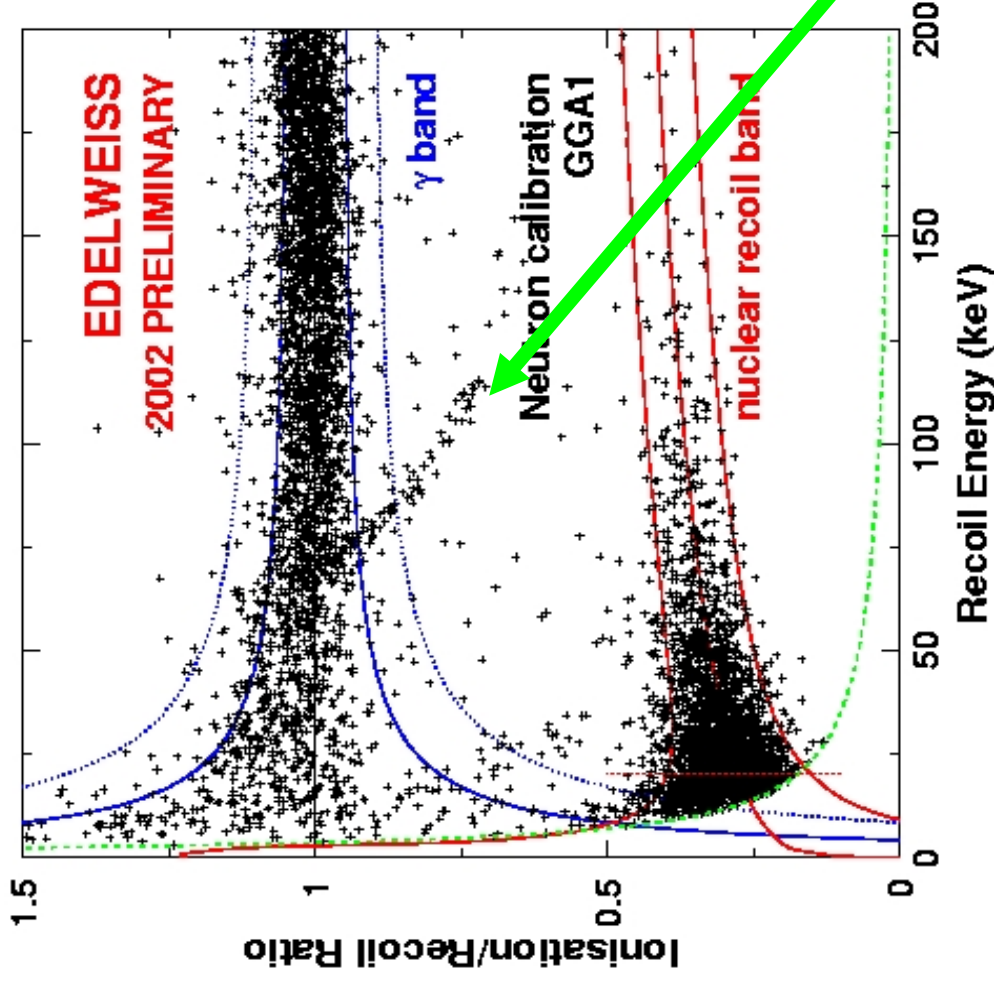 EDELWEISS
2002 PRELIMINARY
γ band
Neutron calibration
GGA1
nuclear recoil band
1.5
1
0.5
0
Ionisation/Recoil Ratio
0
50
100
150
200
Recoil Energy (keV)